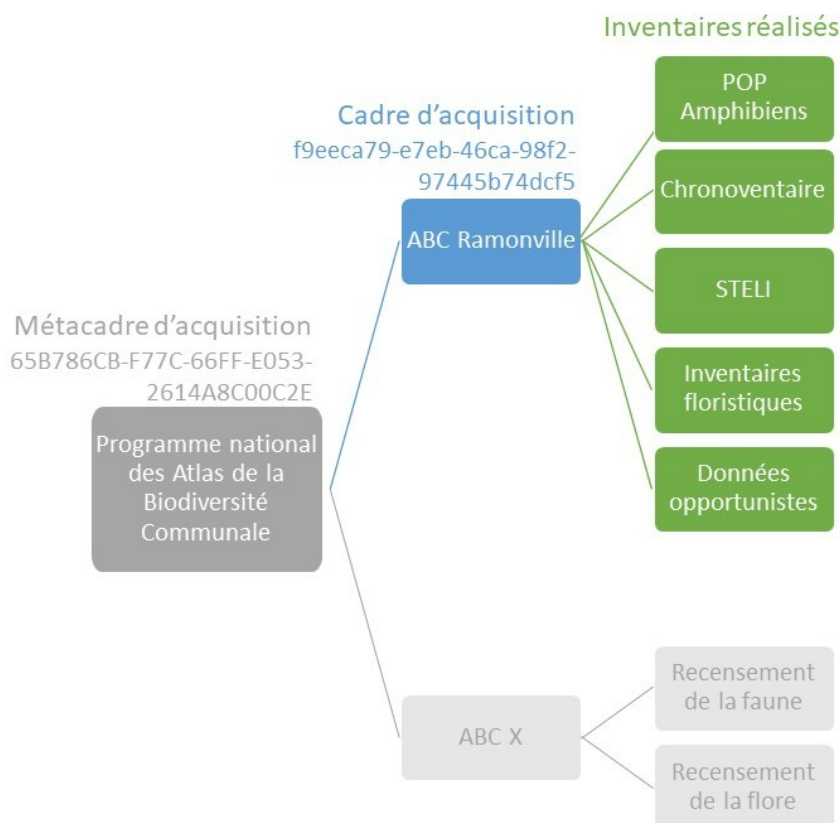 Inventaires réalisés
POP
Amphibiens
Cadre d'acquisition
f9eeca79-e7eb-46ca-98f2-
97445b74dcf5
Chronoventaire
ABC Ramonville
STELI
Métacadre d'acquisition
65B786CB-F77C-66FF-E053-
2614A8C00C2E
Inventaires
floristiques
Programme national
des Atlas de la
Biodiversité
Communale
Données
opportunistes
Recensement
de la faune
ABC X
Recensement
de la flore